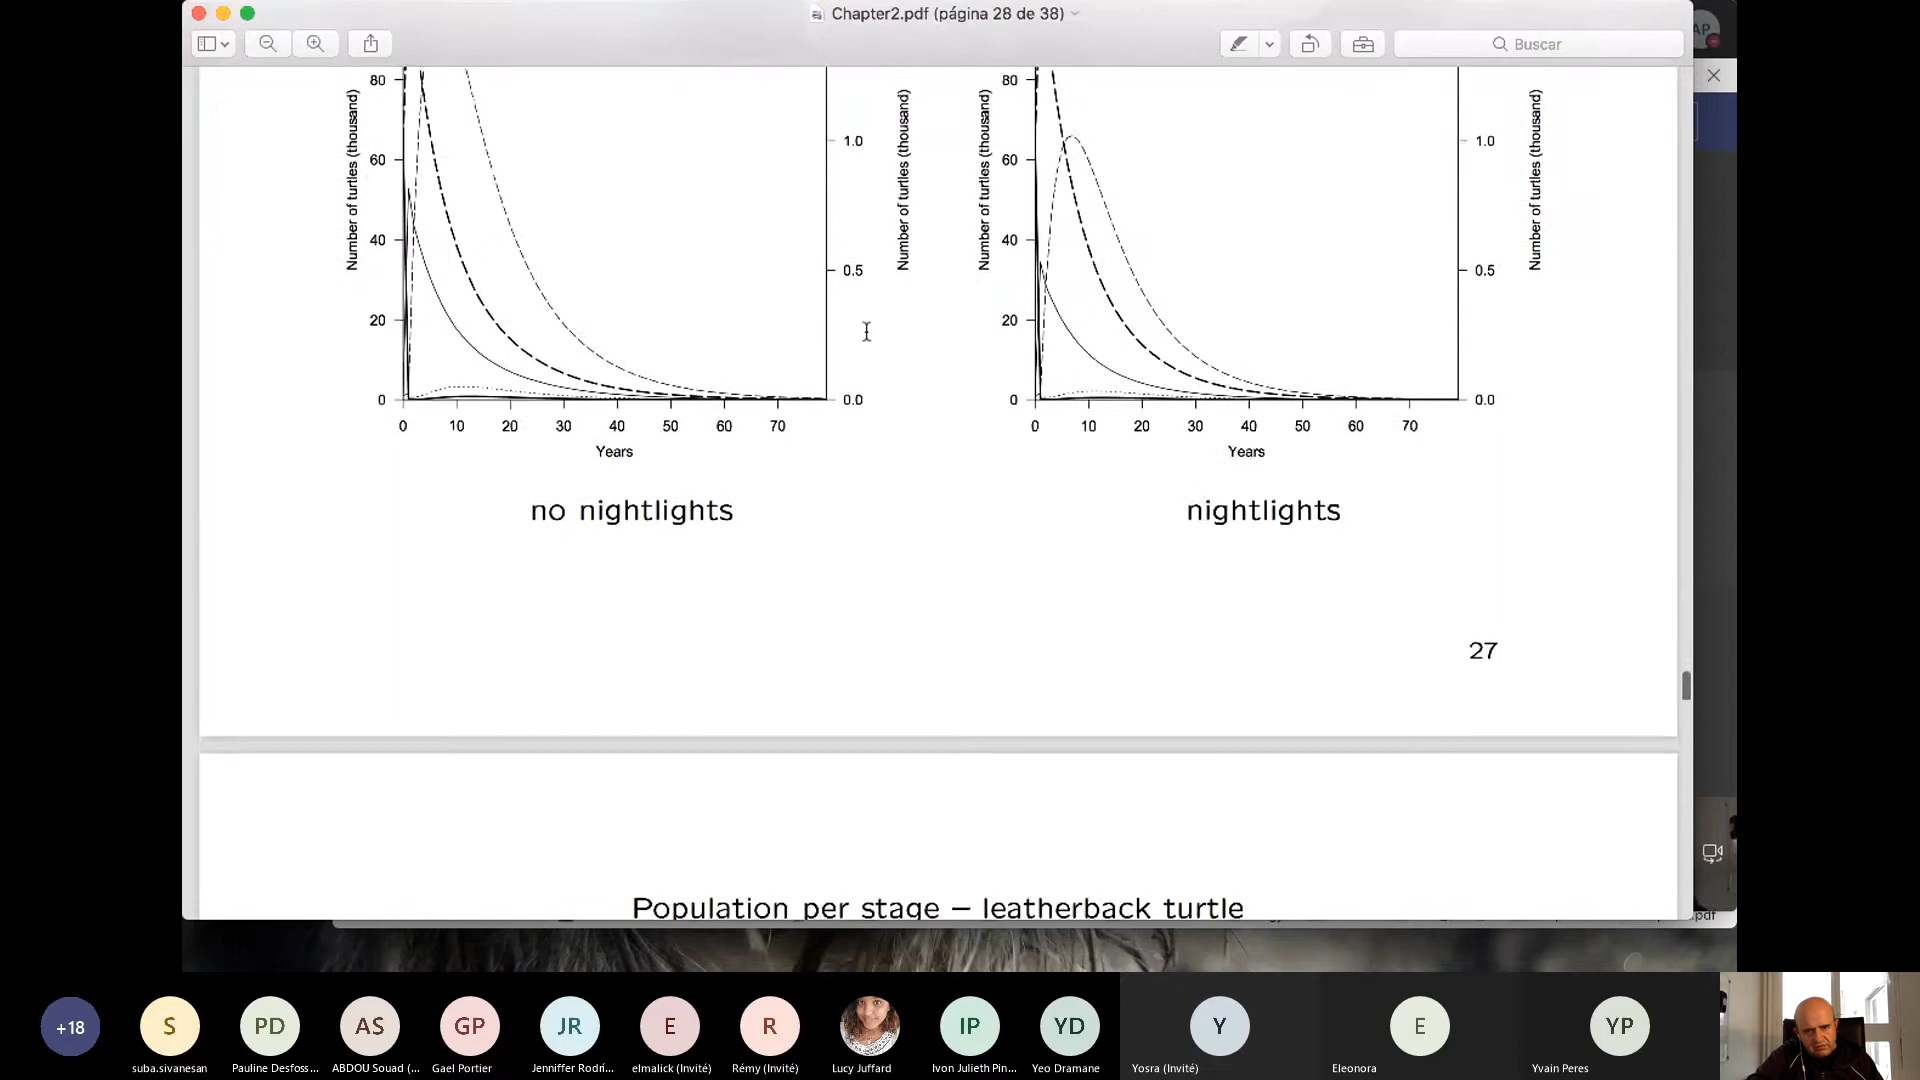 Chapter2.pdf (página 28 de 38)
Buscar
AP
80
60
40
20
0
Number of turtles (thousand)
0 10 20 30 40 50 60 70
Years
1.0
0.5
0.0
Number of turtles (thousand)
no nightlights
80
60
40
20
0
Number of turtles (thousand)
0 10 20 30 40 50 60 70
Years
1.0
0.5
0.0
Number of turtles (thousand)
nightlights
27
Population per stage – leatherback turtle
pdf
+18
S
PD
AS
GP
JR
E
R
IP
YD
Y
E
YP
suba.sivanesan
Pauline Desfoss...
ABDOU Souad (...
Gael Portier
Jenniffer Rodrí...
elmalick (Invité)
Rémy (Invité)
Lucy Juffard
Ivon Julieth Pin...
Yeo Dramane
Yosra (Invité)
Eleonora
Yvain Peres